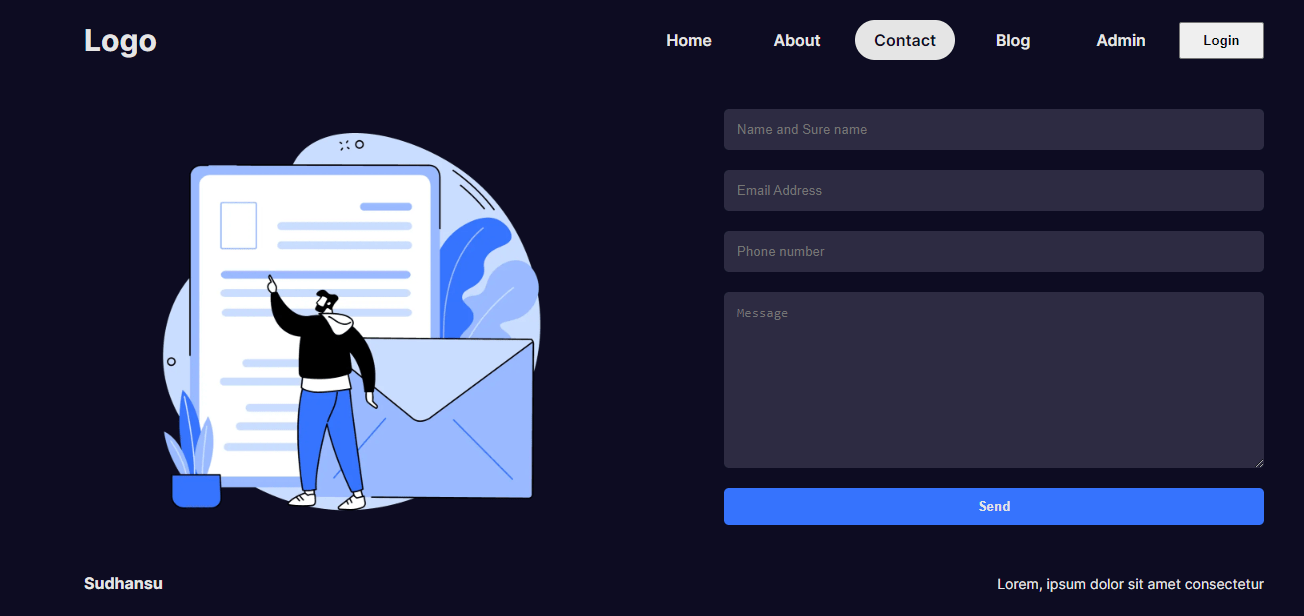 Logo
Home
About
Contact
Blog
Admin
Login
Name and Sure name
Email Address
Phone number
Message
Send
Sudhansu
Lorem, ipsum dolor sit amet consectetur